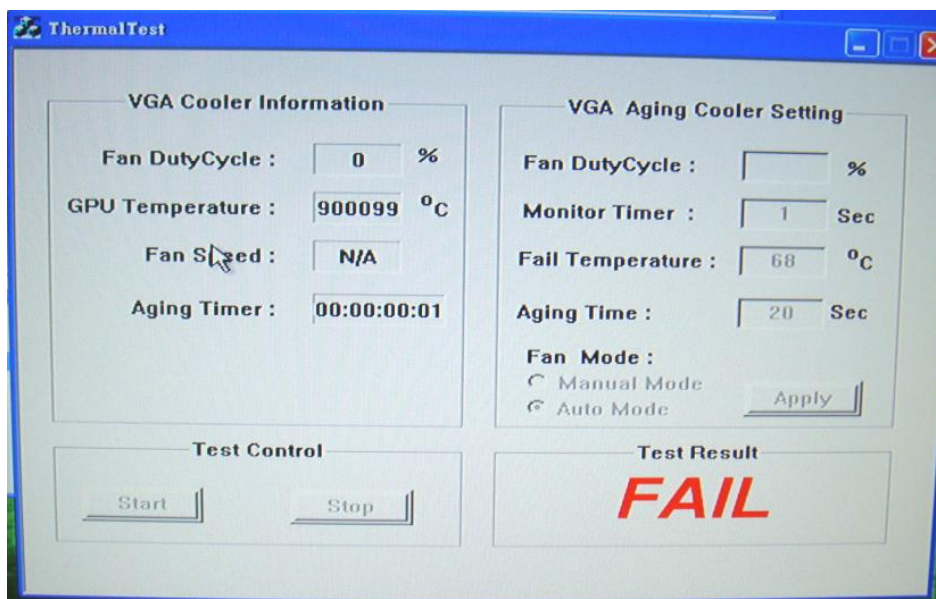 ThermalTest
VGA Cooler Information
Fan DutyCycle : 0 %
GPU Temperature : 900099 ºC
Fan Speed : N/A
Aging Timer : 00:00:00:01
VGA Aging Cooler Setting
Fan DutyCycle : %
Monitor Timer : 1 Sec
Fail Temperature : 68 ºC
Aging Time : 20 Sec
Fan Mode :
Manual Mode
Auto Mode
Apply
Test Control
Start Stop
Test Result
FAIL